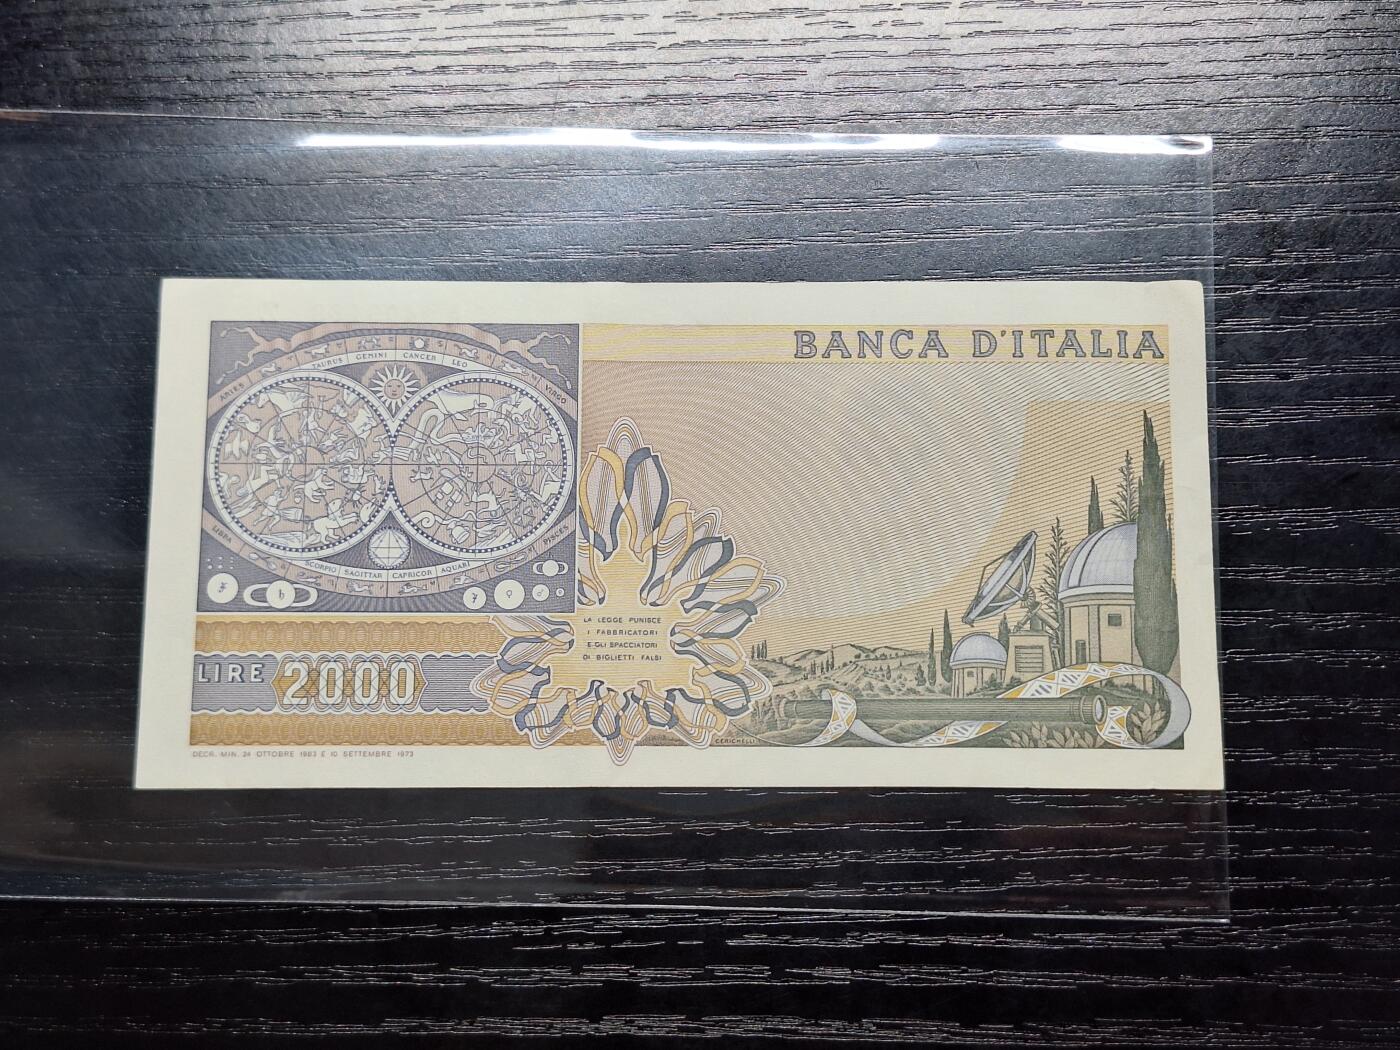 BANCA D'ITALIA
ARIES TAURUS GEMINI CANCER LEO VIRGO
LIBRA SCORPIO SAGITTAR CAPRICOR AQUARI PISCES
LA LEGGE PUNISCE
I FABBRICATORI
E GLI SPACCIATORI
DI BIGLIETTI FALSI
LIRE 2000
CERICHELLI
DECR. MIN. 24 OTTOBRE 1983 E 10 SETTEMBRE 1973